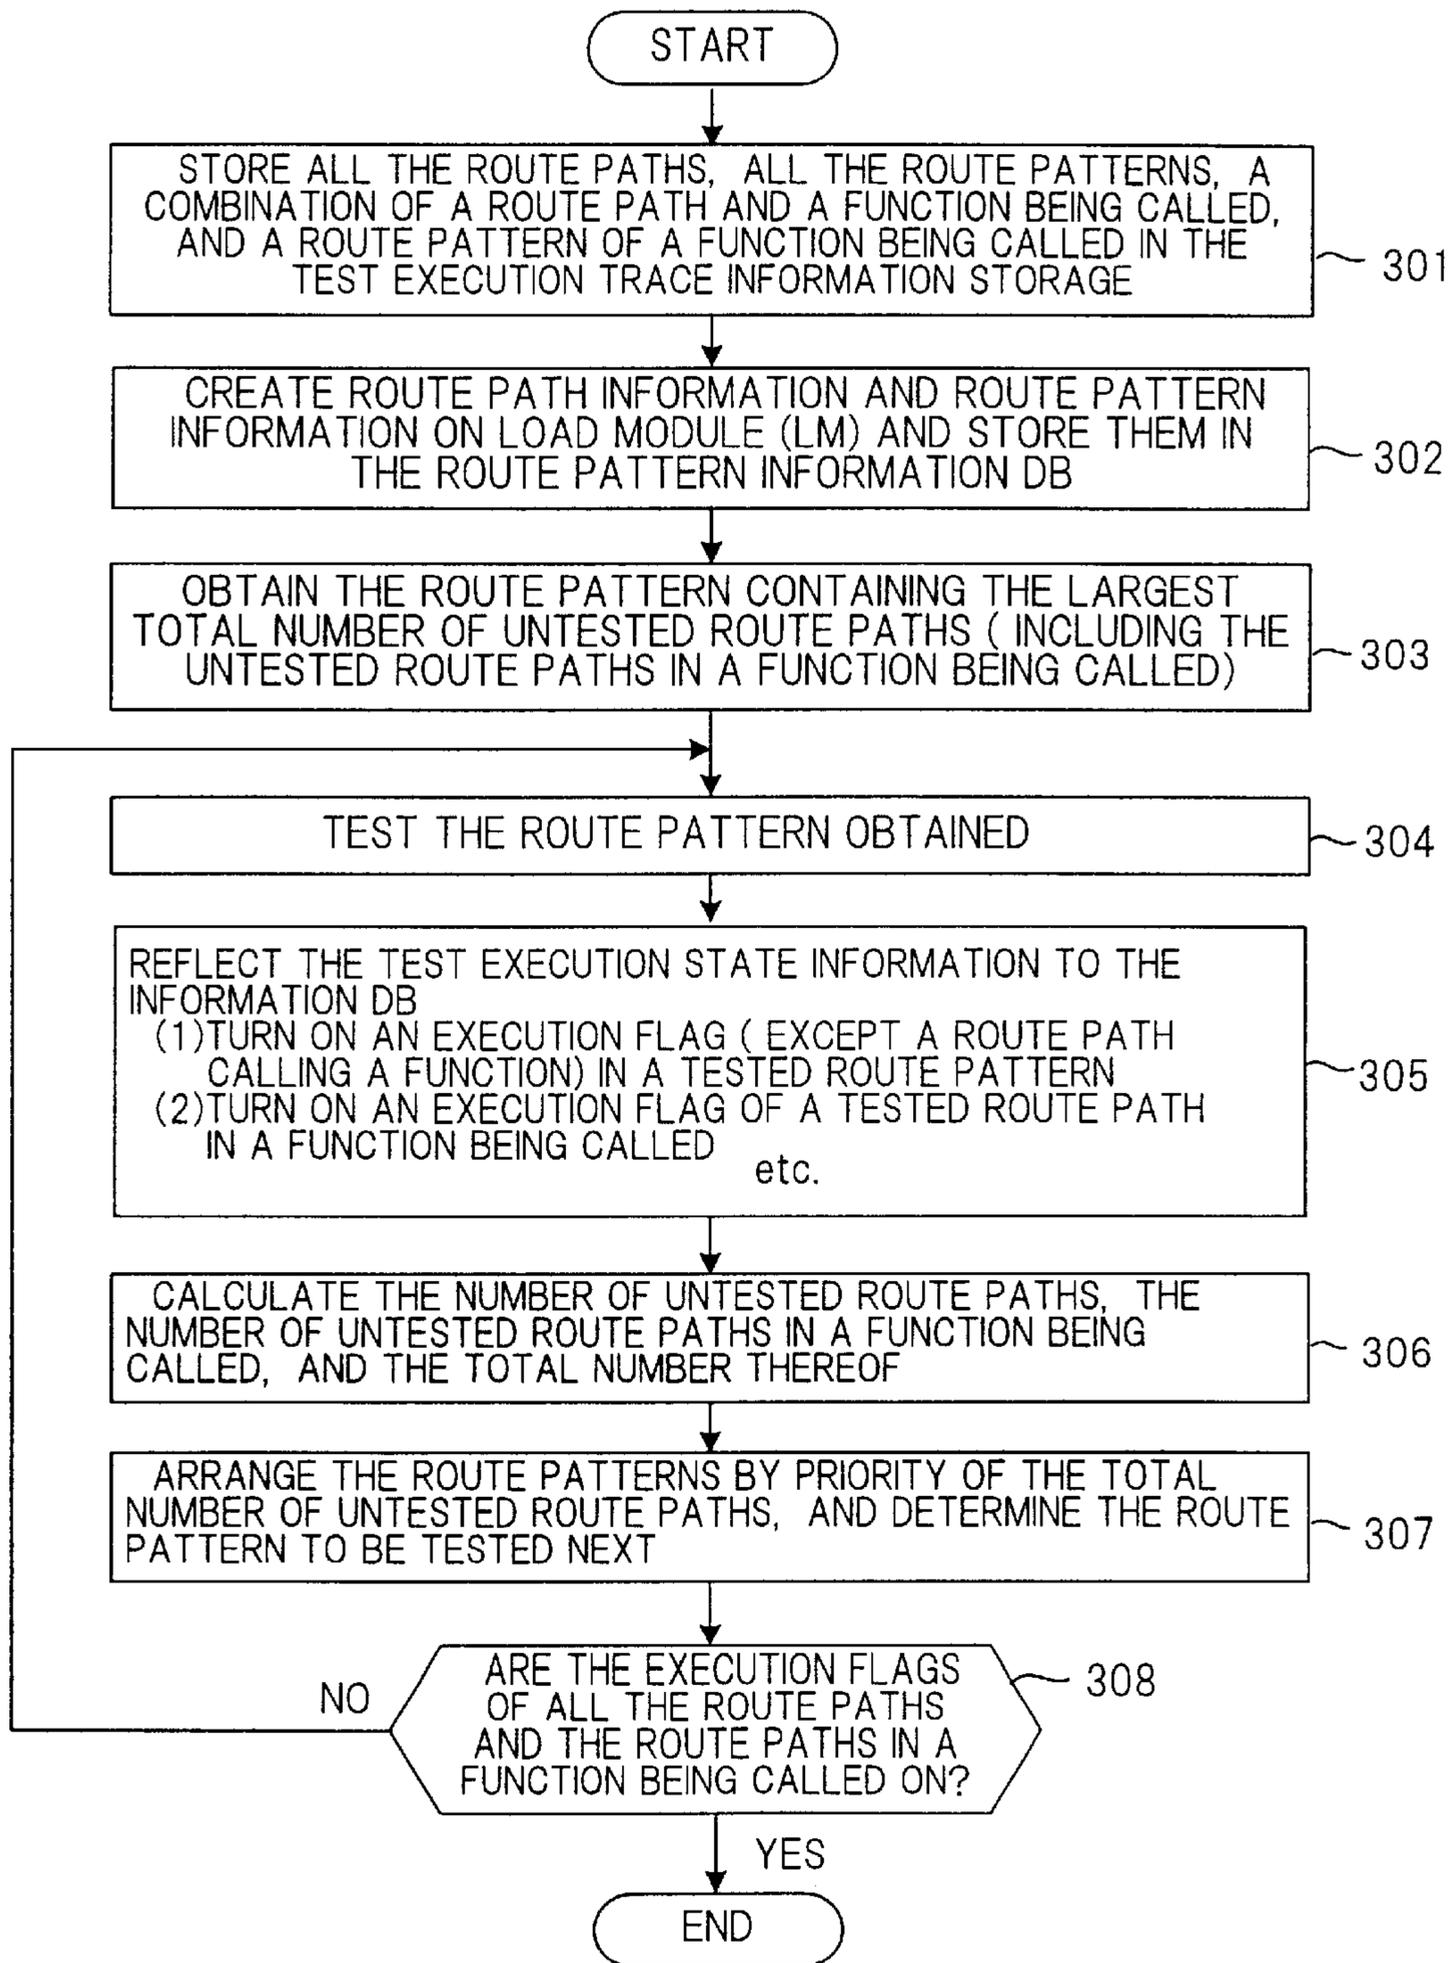 START
STORE ALL THE ROUTE PATHS, ALL THE ROUTE PATTERNS, A
COMBINATION OF A ROUTE PATH AND A FUNCTION BEING CALLED,
AND A ROUTE PATTERN OF A FUNCTION BEING CALLED IN THE
TEST EXECUTION TRACE INFORMATION STORAGE
301
CREATE ROUTE PATH INFORMATION AND ROUTE PATTERN
INFORMATION ON LOAD MODULE (LM) AND STORE THEM IN
THE ROUTE PATTERN INFORMATION DB
302
OBTAIN THE ROUTE PATTERN CONTAINING THE LARGEST
TOTAL NUMBER OF UNTESTED ROUTE PATHS ( INCLUDING THE
UNTESTED ROUTE PATHS IN A FUNCTION BEING CALLED)
303
TEST THE ROUTE PATTERN OBTAINED
304
REFLECT THE TEST EXECUTION STATE INFORMATION TO THE
INFORMATION DB
(1)TURN ON AN EXECUTION FLAG ( EXCEPT A ROUTE PATH
CALLING A FUNCTION) IN A TESTED ROUTE PATTERN
(2)TURN ON AN EXECUTION FLAG OF A TESTED ROUTE PATH
IN A FUNCTION BEING CALLED
etc.
305
CALCULATE THE NUMBER OF UNTESTED ROUTE PATHS, THE
NUMBER OF UNTESTED ROUTE PATHS IN A FUNCTION BEING
CALLED, AND THE TOTAL NUMBER THEREOF
306
ARRANGE THE ROUTE PATTERNS BY PRIORITY OF THE TOTAL
NUMBER OF UNTESTED ROUTE PATHS, AND DETERMINE THE ROUTE
PATTERN TO BE TESTED NEXT
307
ARE THE EXECUTION FLAGS
OF ALL THE ROUTE PATHS
AND THE ROUTE PATHS IN A
FUNCTION BEING CALLED ON?
308
NO
YES
END